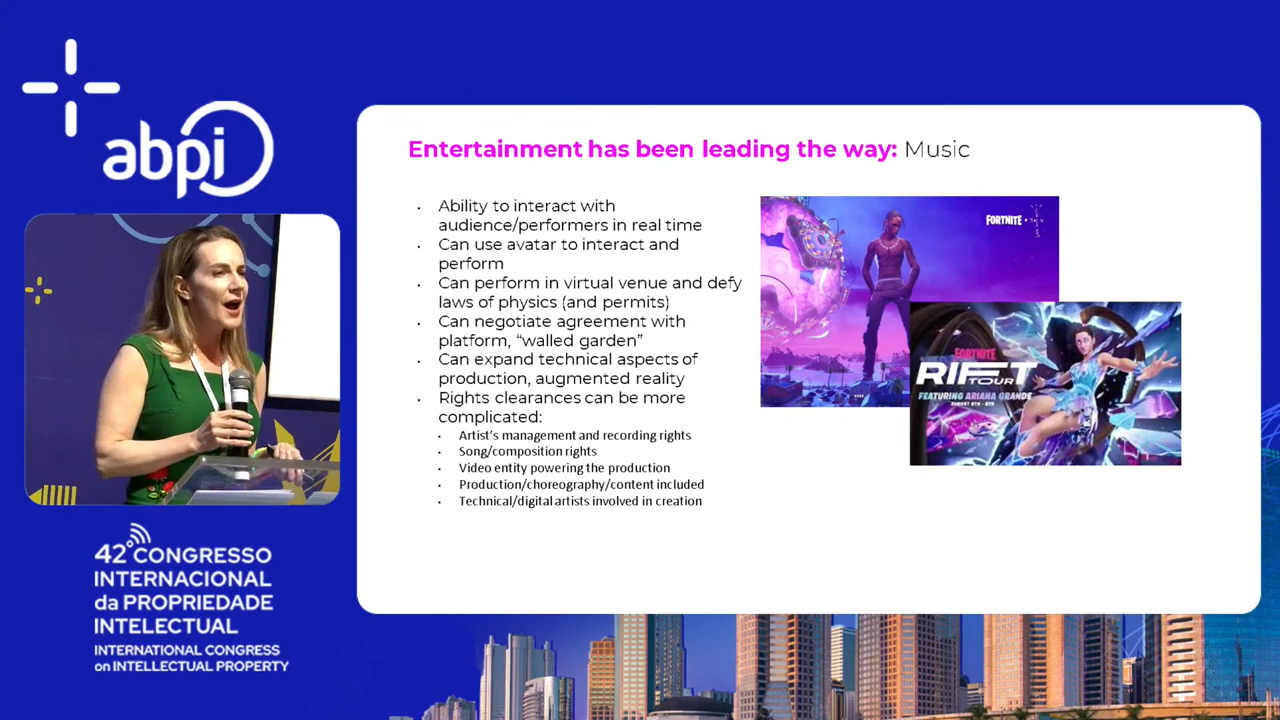 abpi
42º CONGRESSO
INTERNACIONAL
da PROPRIEDADE
INTELECTUAL
INTERNATIONAL CONGRESS
on INTELLECTUAL PROPERTY
Entertainment has been leading the way: Music
• Ability to interact with
audience/performers in real time
• Can use avatar to interact and
perform
• Can perform in virtual venue and defy
laws of physics (and permits)
• Can negotiate agreement with
platform, “walled garden”
• Can expand technical aspects of
production, augmented reality
• Rights clearances can be more
complicated:
• Artist’s management and recording rights
• Song/composition rights
• Video entity powering the production
• Production/choreography/content included
• Technical/digital artists involved in creation
FORTNITE
FORTNITE
RIFT
TOUR
FEATURING ARIANA GRANDE